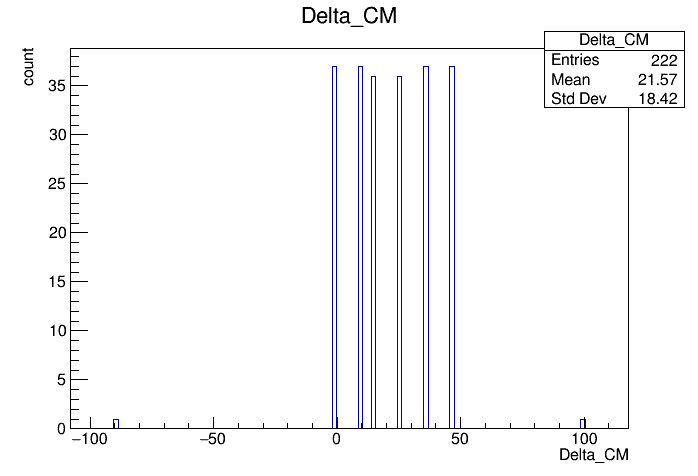 Delta_CM
Delta_CM
Entries 222
Mean 21.57
Std Dev 18.42
count
35
30
25
20
15
10
5
0
−100 −50 0 50 100
Delta_CM